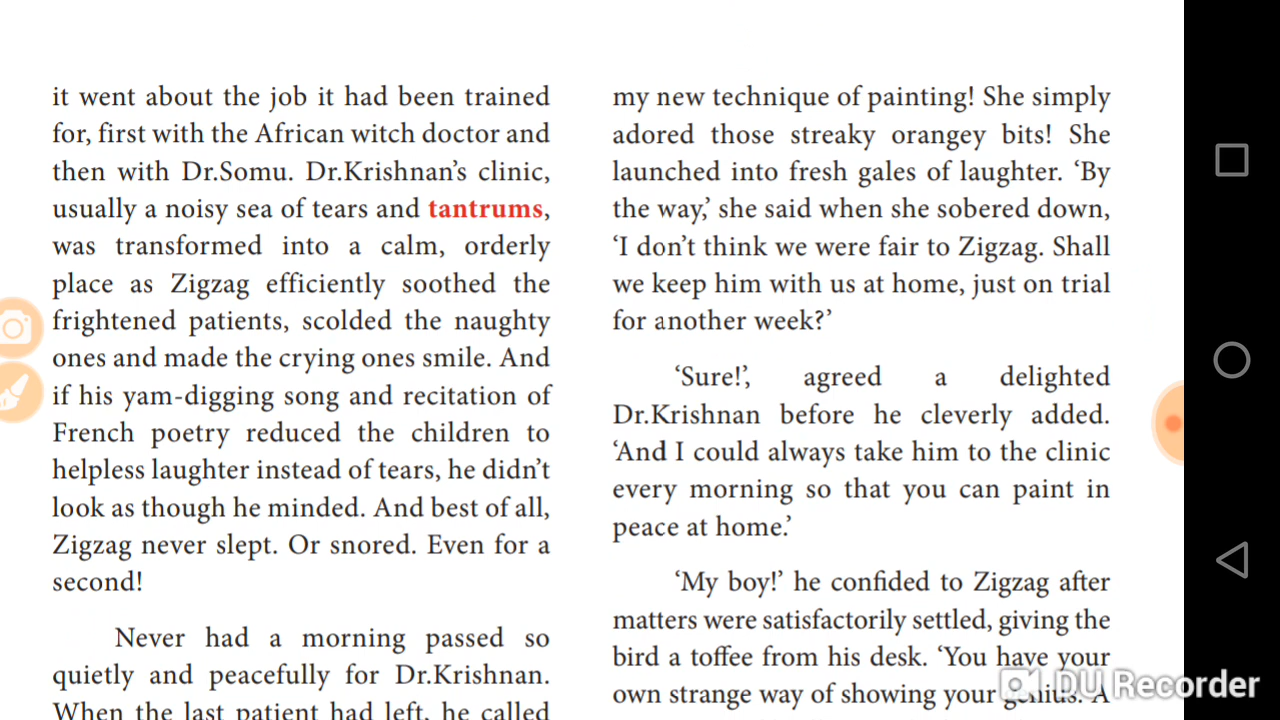 it went about the job it had been trained
for, first with the African witch doctor and
then with Dr.Somu. Dr.Krishnan's clinic,
usually a noisy sea of tears and tantrums,
was transformed into a calm, orderly
place as Zigzag efficiently soothed the
frightened patients, scolded the naughty
ones and made the crying ones smile. And
if his yam-digging song and recitation of
French poetry reduced the children to
helpless laughter instead of tears, he didn't
look as though he minded. And best of all,
Zigzag never slept. Or snored. Even for a
second!
Never had a morning passed so
quietly and peacefully for Dr.Krishnan.
When the last patient had left, he called
my new technique of painting! She simply
adored those streaky orangey bits! She
launched into fresh gales of laughter. 'By
the way,' she said when she sobered down,
'I don't think we were fair to Zigzag. Shall
we keep him with us at home, just on trial
for another week?'
'Sure!', agreed a delighted
Dr.Krishnan before he cleverly added.
'And I could always take him to the clinic
every morning so that you can paint in
peace at home.'
'My boy!' he confided to Zigzag after
matters were satisfactorily settled, giving the
bird a toffee from his desk. 'You have your
own strange way of showing your genius. A
DU Recorder